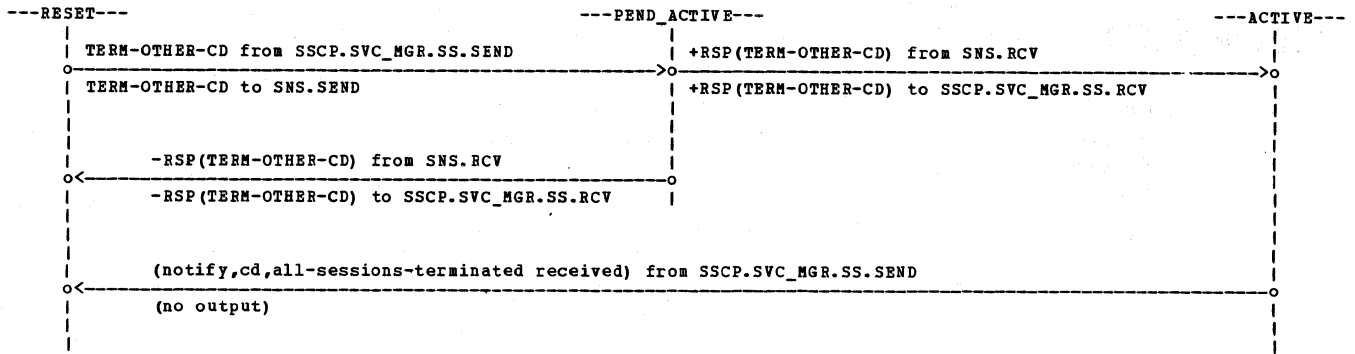 ---RESET--- ---PEND_ACTIVE--- ---ACTIVE---
TERM-OTHER-CD from SSCP.SVC_MGR.SS.SEND +RSP(TERM-OTHER-CD) from SNS.RCV
TERM-OTHER-CD to SNS.SEND +RSP(TERM-OTHER-CD) to SSCP.SVC_MGR.SS.RCV
-RSP(TERM-OTHER-CD) from SNS.RCV
-RSP(TERM-OTHER-CD) to SSCP.SVC_MGR.SS.RCV
(notify,cd,all-sessions-terminated received) from SSCP.SVC_MGR.SS.SEND
(no output)